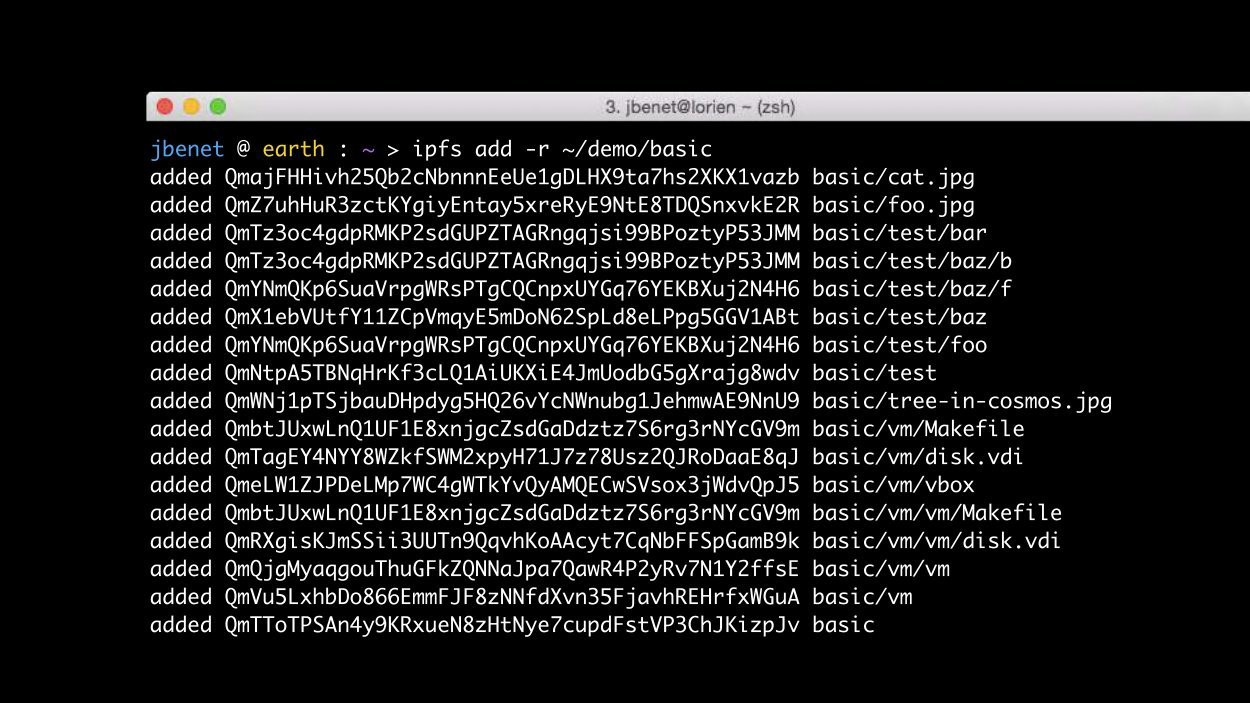 3. jbenet@lorien ~ (zsh)
jbenet @ earth : ~ > ipfs add -r ~/demo/basic
added QmajFHHivh25Qb2cNbnnnEeUe1gDLHX9ta7hs2XKX1vazb basic/cat.jpg
added QmZ7uhHuR3zctKYgiyEntay5xreRyE9NtE8TDQSnxvkE2R basic/foo.jpg
added QmTz3oc4gdpRMKP2sdGUPZTAGRngqjsi99BPoztyP53JMM basic/test/bar
added QmTz3oc4gdpRMKP2sdGUPZTAGRngqjsi99BPoztyP53JMM basic/test/baz/b
added QmYNmQKp6SuaVrpgWRsPTgCQCnpxUYGq76YEKBXuj2N4H6 basic/test/baz/f
added QmX1ebVUtfY11ZCpVmqyE5mDoN62SpLd8eLPpg5GGV1ABt basic/test/baz
added QmYNmQKp6SuaVrpgWRsPTgCQCnpxUYGq76YEKBXuj2N4H6 basic/test/foo
added QmNtpA5TBNqHrKf3cLQ1AiUKXiE4JmUodbG5gXrajg8wdv basic/test
added QmWNj1pTSjbauDHpdyg5HQ26vYcNWnubg1JehmwAE9NnU9 basic/tree-in-cosmos.jpg
added QmbtJUxwLnQ1UF1E8xnjgcZsdGaDdztz7S6rg3rNYcGV9m basic/vm/Makefile
added QmTagEY4NYY8WZkfSWM2xpyH71J7z78Usz2QJRoDaaE8qJ basic/vm/disk.vdi
added QmeLW1ZJPDeLMp7WC4gWTkYvQyAMQECwSVsox3jWdvQpJ5 basic/vm/vbox
added QmbtJUxwLnQ1UF1E8xnjgcZsdGaDdztz7S6rg3rNYcGV9m basic/vm/vm/Makefile
added QmRXgisKJmSSii3UUTn9QqvhKoAAcyt7CqNbFFSpGamB9k basic/vm/vm/disk.vdi
added QmQjgMyaqgouThuGFkZQNNaJpa7QawR4P2yRv7N1Y2ffsE basic/vm/vm
added QmVu5LxhbDo866EmmFJF8zNNfdXvn35FjavhREHrfxWGuA basic/vm
added QmTToTPSAn4y9KRxueN8zHtNye7cupdFstVP3ChJKizpJv basic